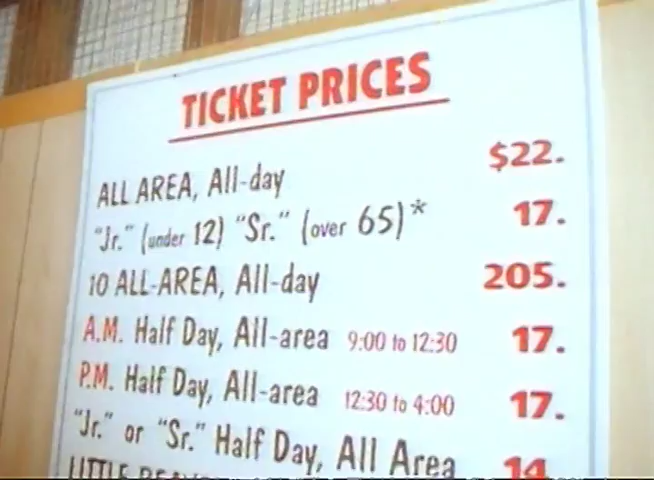 TICKET PRICES
ALL AREA, All-day $22.
"Jr." (under 12) "Sr." (over 65)* 17.
10 ALL-AREA, All-day 205.
A.M. Half Day, All-area 9:00 to 12:30 17.
P.M. Half Day, All-area 12:30 to 4:00 17.
"Jr." or "Sr." Half Day, All Area 14.
LITTLE